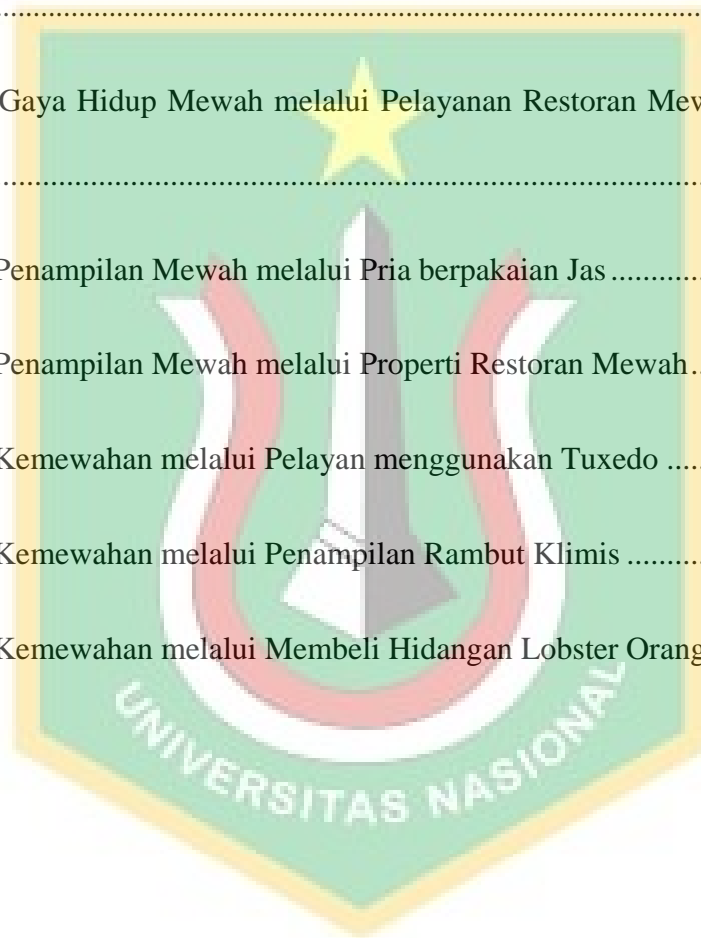 ................................................................
Gaya Hidup Mewah melalui Pelayanan Restoran Mew
................................................................
Penampilan Mewah melalui Pria berpakaian Jas............
Penampilan Mewah melalui Properti Restoran Mewah..
Kemewahan melalui Pelayan menggunakan Tuxedo .....
Kemewahan melalui Penampilan Rambut Klimis ..........
Kemewahan melalui Membeli Hidangan Lobster Orang
UNIVERSITAS NASIONAL